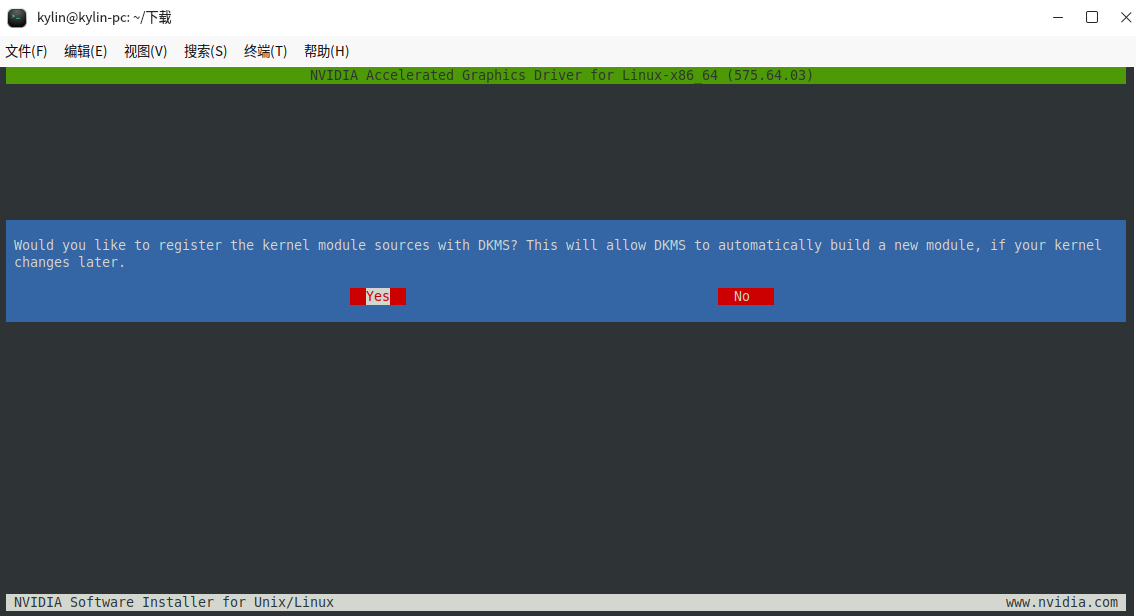 kylin@kylin-pc: ~/下载
文件(F) 编辑(E) 视图(V) 搜索(S) 终端(T) 帮助(H)
NVIDIA Accelerated Graphics Driver for Linux-x86_64 (575.64.03)
Would you like to register the kernel module sources with DKMS? This will allow DKMS to automatically build a new module, if your kernel
changes later.
Yes No
NVIDIA Software Installer for Unix/Linux www.nvidia.com